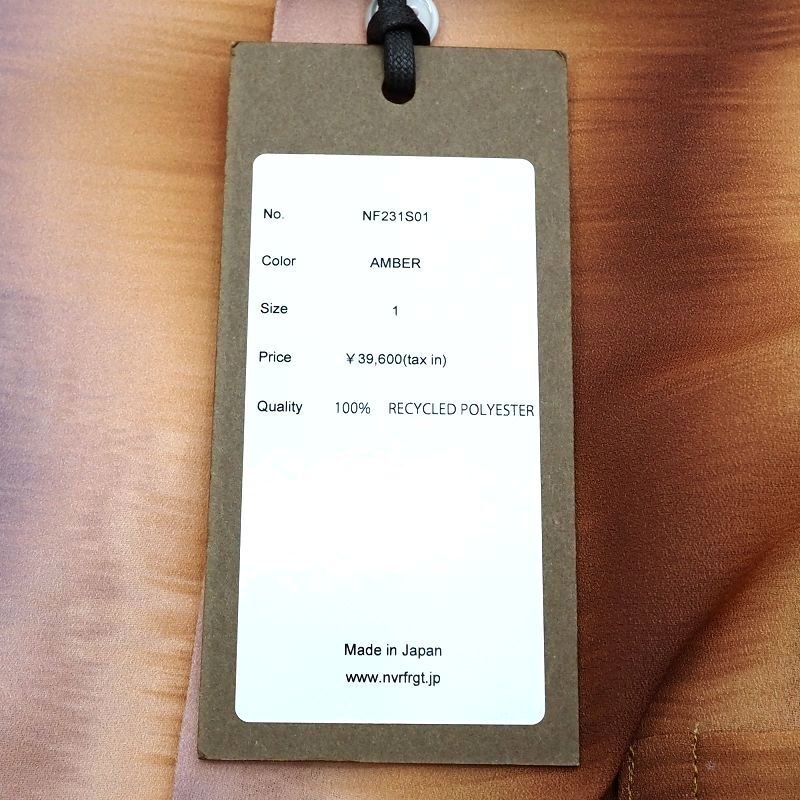 No. NF231S01
Color AMBER
Size 1
Price ￥39,600(tax in)
Quality 100% RECYCLED POLYESTER
Made in Japan
www.nvrfrgt.jp